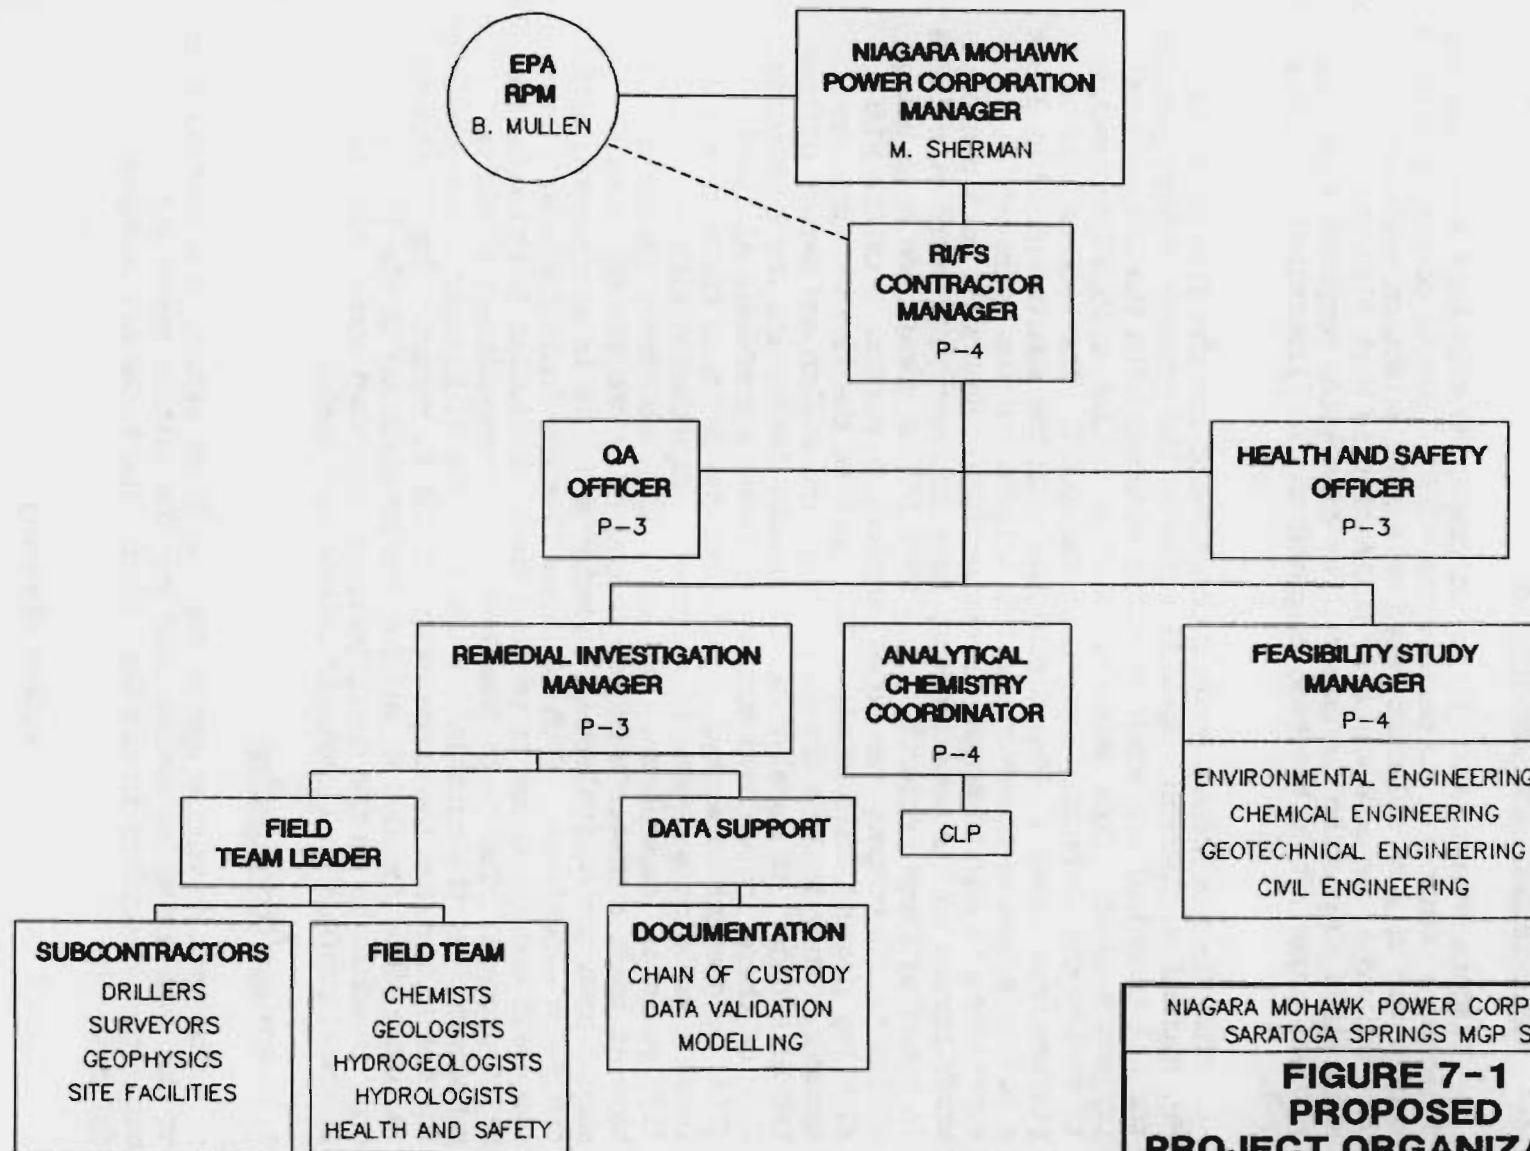 EPA
RPM
B. MULLEN
NIAGARA MOHAWK
POWER CORPORATION
MANAGER
M. SHERMAN
RI/FS
CONTRACTOR
MANAGER
P-4
QA
OFFICER
P-3
HEALTH AND SAFETY
OFFICER
P-3
REMEDIAL INVESTIGATION
MANAGER
P-3
ANALYTICAL
CHEMISTRY
COORDINATOR
P-4
CLP
FEASIBILITY STUDY
MANAGER
P-4
ENVIRONMENTAL ENGINEERING
CHEMICAL ENGINEERING
GEOTECHNICAL ENGINEERING
CIVIL ENGINEERING
FIELD
TEAM LEADER
DATA SUPPORT
SUBCONTRACTORS
DRILLERS
SURVEYORS
GEOPHYSICS
SITE FACILITIES
FIELD TEAM
CHEMISTS
GEOLOGISTS
HYDROGEOLOGISTS
HYDROLOGISTS
HEALTH AND SAFETY
DOCUMENTATION
CHAIN OF CUSTODY
DATA VALIDATION
MODELLING
NIAGARA MOHAWK POWER CORP
SARATOGA SPRINGS MGP S
FIGURE 7-1
PROPOSED
PROJECT ORGANIZA